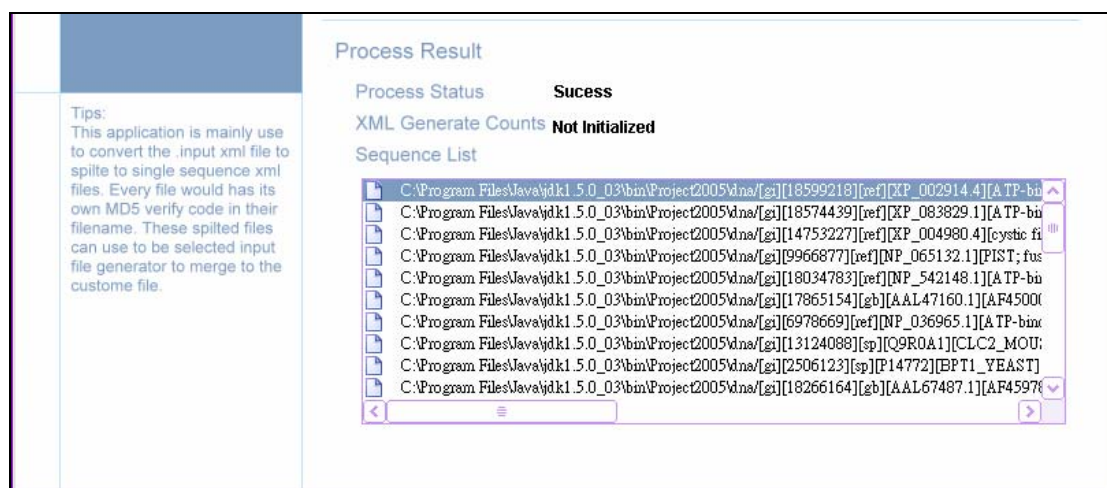 Process Result
Process Status Sucess
XML Generate Counts Not Initialized
Sequence List
Tips:
This application is mainly use
to convert the .input xml file to
spilte to single sequence xml
files. Every file would has its
own MD5 verify code in their
filename. These spilted files
can use to be selected input
file generator to merge to the
custome file.
C:\Program Files\Java\jdk1.5.0_03\bin\Project2005\dna/[gi][18599218][ref][XP_002914.4][ATP-bin
C:\Program Files\Java\jdk1.5.0_03\bin\Project2005\dna/[gi][18574439][ref][XP_083829.1][ATP-bin
C:\Program Files\Java\jdk1.5.0_03\bin\Project2005\dna/[gi][14753227][ref][XP_004980.4][cystic fi
C:\Program Files\Java\jdk1.5.0_03\bin\Project2005\dna/[gi][9966877][ref][NP_065132.1][PIST; fus
C:\Program Files\Java\jdk1.5.0_03\bin\Project2005\dna/[gi][18034783][ref][NP_542148.1][ATP-bin
C:\Program Files\Java\jdk1.5.0_03\bin\Project2005\dna/[gi][17865154][gb][AAL47160.1][AF45000
C:\Program Files\Java\jdk1.5.0_03\bin\Project2005\dna/[gi][6978669][ref][NP_036965.1][ATP-bind
C:\Program Files\Java\jdk1.5.0_03\bin\Project2005\dna/[gi][13124088][sp][Q9R0A1][CLC2_MOUS
C:\Program Files\Java\jdk1.5.0_03\bin\Project2005\dna/[gi][2506123][sp][P14772][BPT1_YEAST]
C:\Program Files\Java\jdk1.5.0_03\bin\Project2005\dna/[gi][18266164][gb][AAL67487.1][AF45978